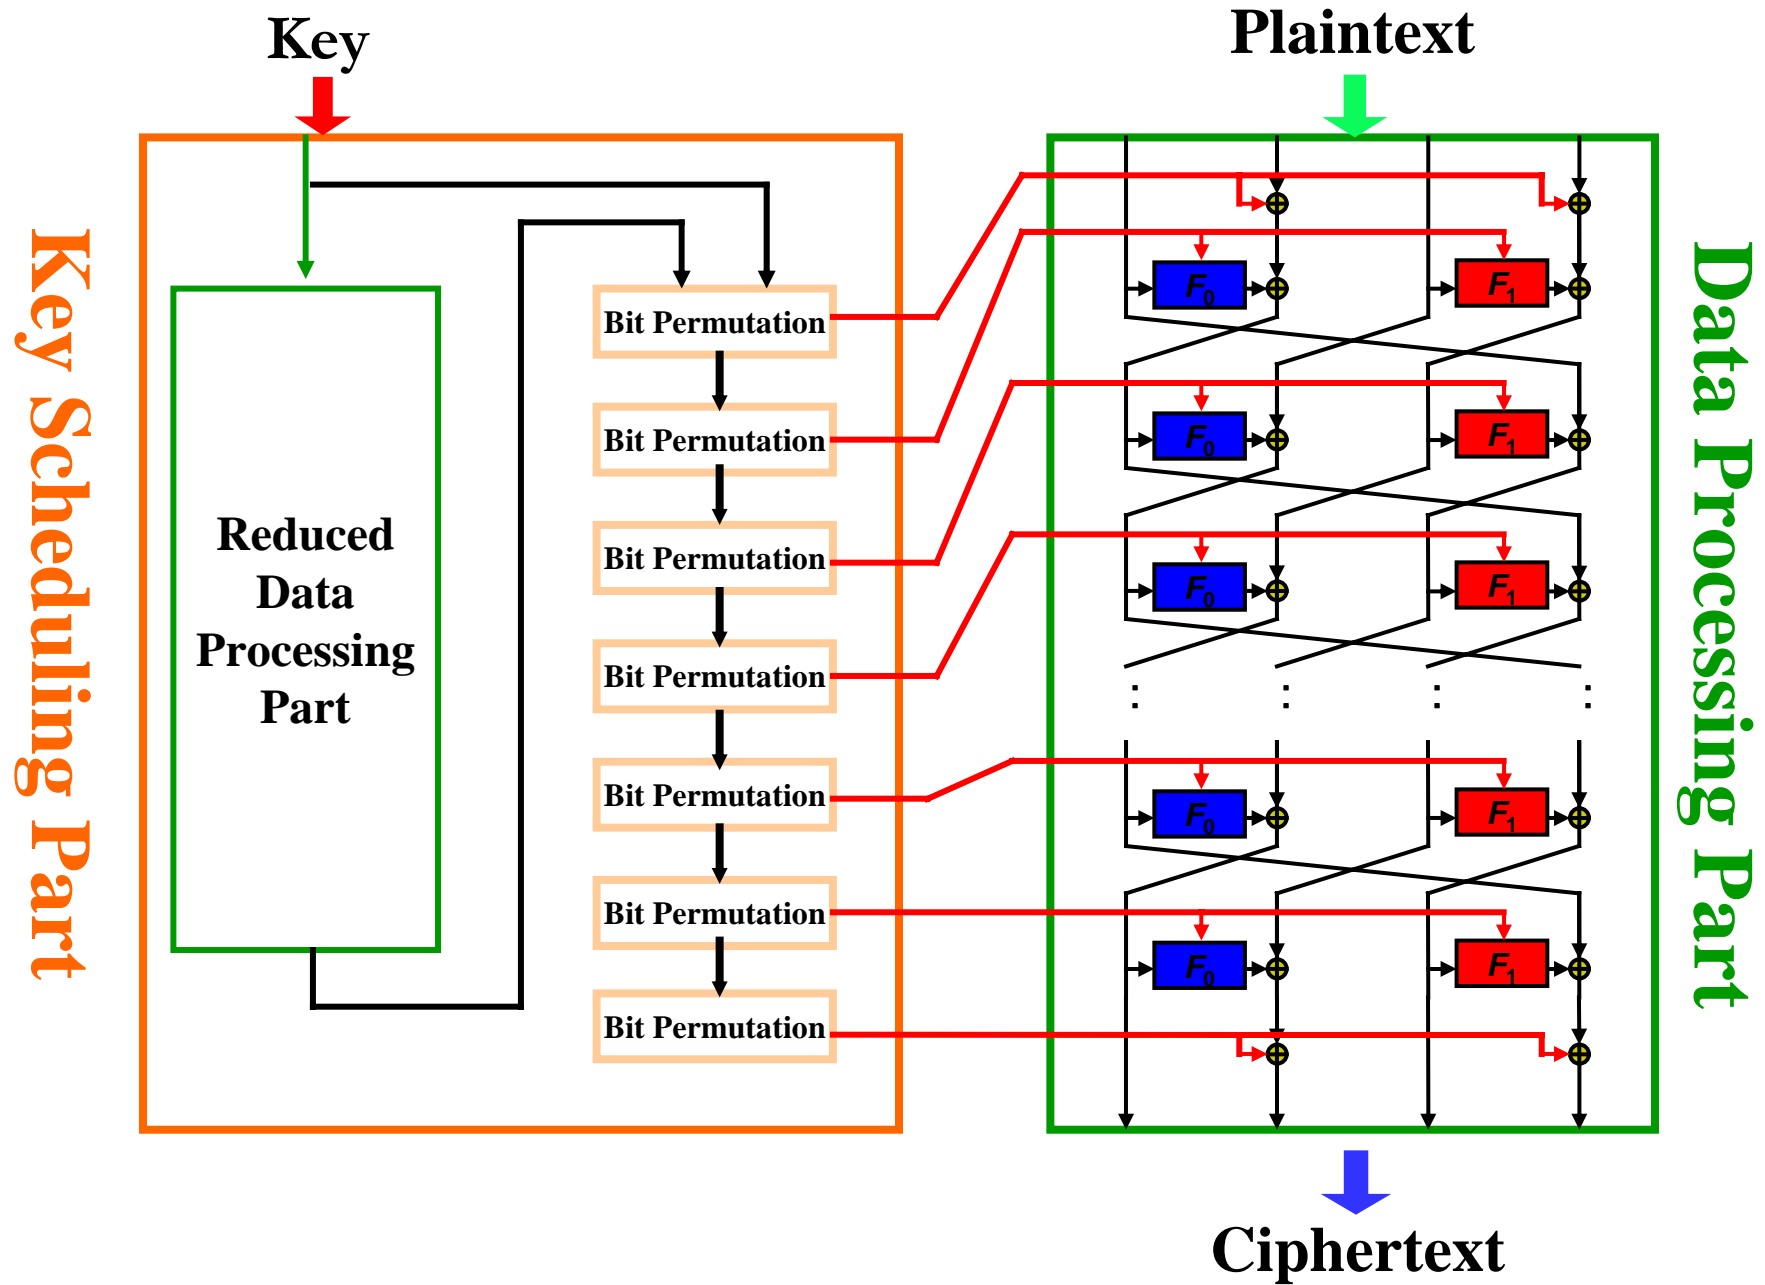 Key
Plaintext
Key Scheduling Part
Reduced
Data
Processing
Part
Bit Permutation
Bit Permutation
Bit Permutation
Bit Permutation
Bit Permutation
Bit Permutation
Bit Permutation
F0 F1
F0 F1
F0 F1
: : : :
F0 F1
F0 F1
Data Processing Part
Ciphertext